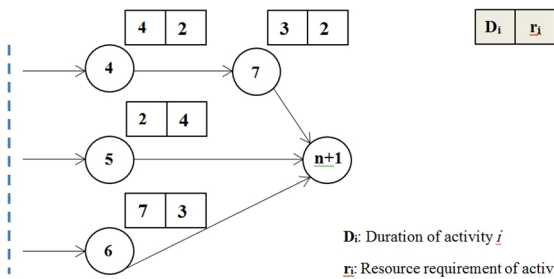 4 2 3 2 Di ri
4 7
2 4
5 n+1
7 3
6
Di: Duration of activity i
ri: Resource requirement of activ